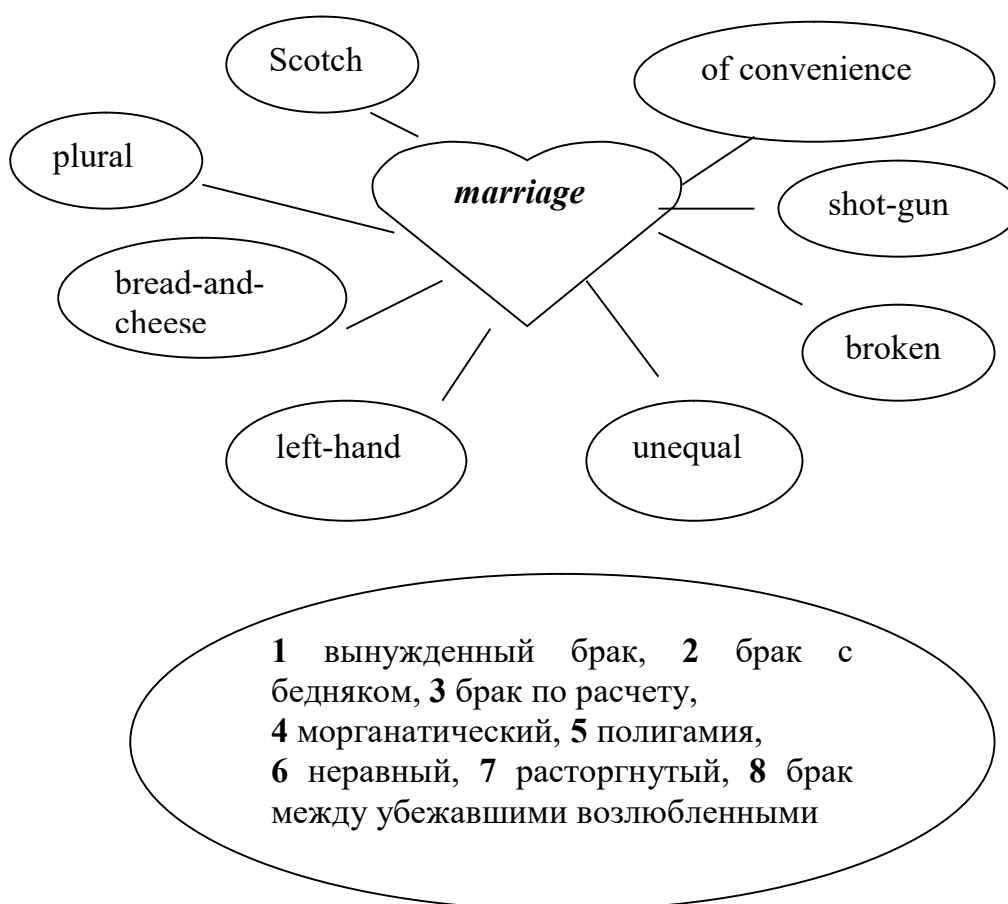 Scotch
of convenience
plural
marriage
shot-gun
bread-and-
cheese
broken
left-hand
unequal
1 вынужденный брак, 2 брак с
бедняком, 3 брак по расчету,
4 морганатический, 5 полигамия,
6 неравный, 7 расторгнутый, 8 брак
между убежавшими возлюбленными